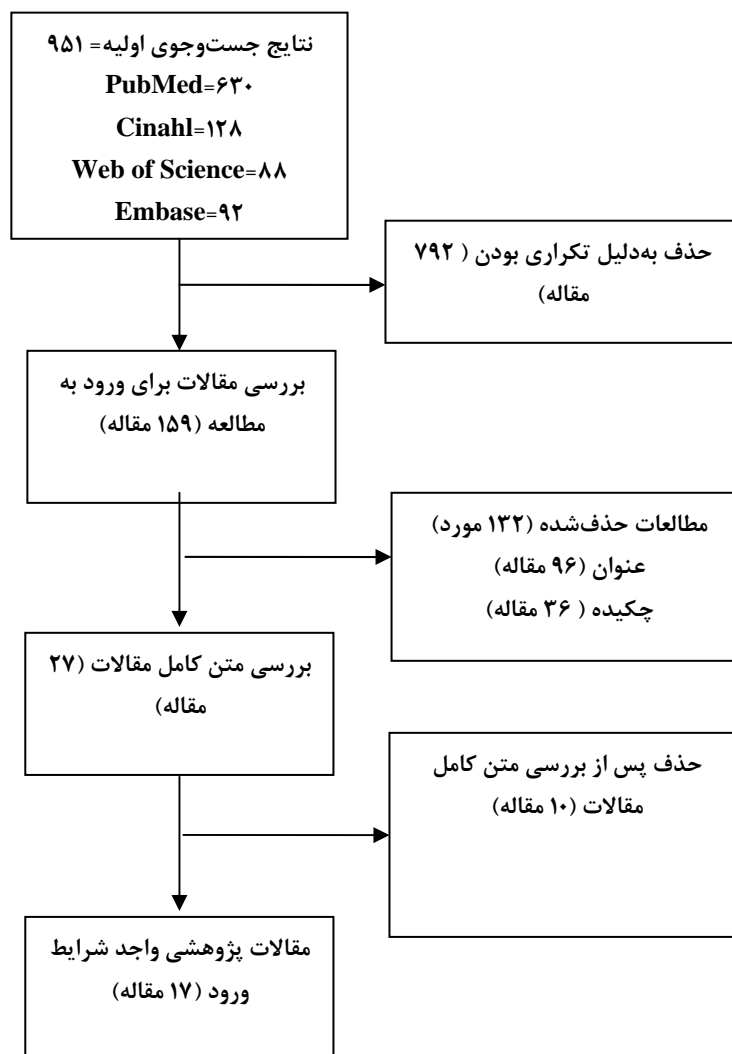 نتایج جست‌وجوی اولیه= ۹۵۱
PubMed=۶۳۰
Cinahl=۱۲۸
Web of Science=۸۸
Embase=۹۲
حذف به‌دلیل تکراری بودن ( ۷۹۲
مقاله)
بررسی مقالات برای ورود به
مطالعه (۱۵۹ مقاله)
مطالعات حذف‌شده (۱۳۲ مورد)
عنوان (۹۶ مقاله)
چکیده ( ۳۶ مقاله)
بررسی متن کامل مقالات (۲۷
مقاله)
حذف پس از بررسی متن کامل
مقالات (۱۰ مقاله)
مقالات پژوهشی واجد شرایط
ورود (۱۷ مقاله)